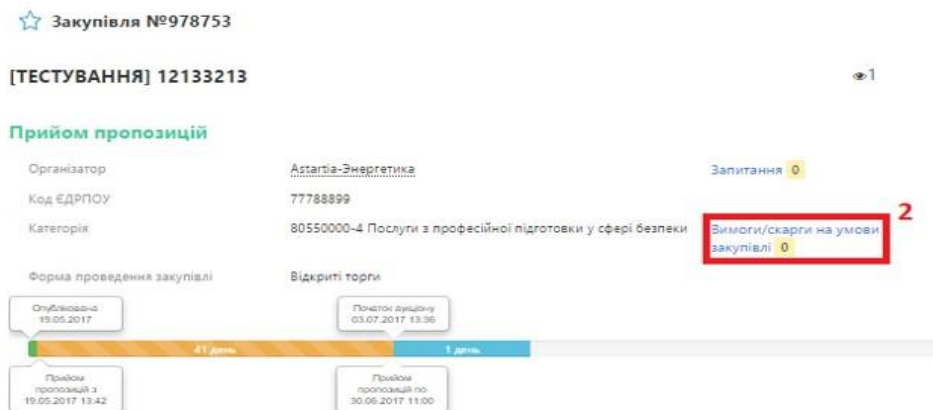 Закупівля №978753
[ТЕСТУВАННЯ] 12133213
1
Прийом пропозицій
Організатор Astartia-Энергетика Запитання 0
Код ЄДРПОУ 77788899
2
Категорія 80550000-4 Послуги з професійної підготовки у сфері безпеки Вимоги/скарги на умови
закупівлі 0
Форма проведення закупівлі Відкриті торги
Опублікована
19.05.2017
Початок аукціону
03.07.2017 13:36
41 день 1 день
Прийом
пропозицій з
19.05.2017 13:42
Прийом
пропозицій по
30.06.2017 11:00